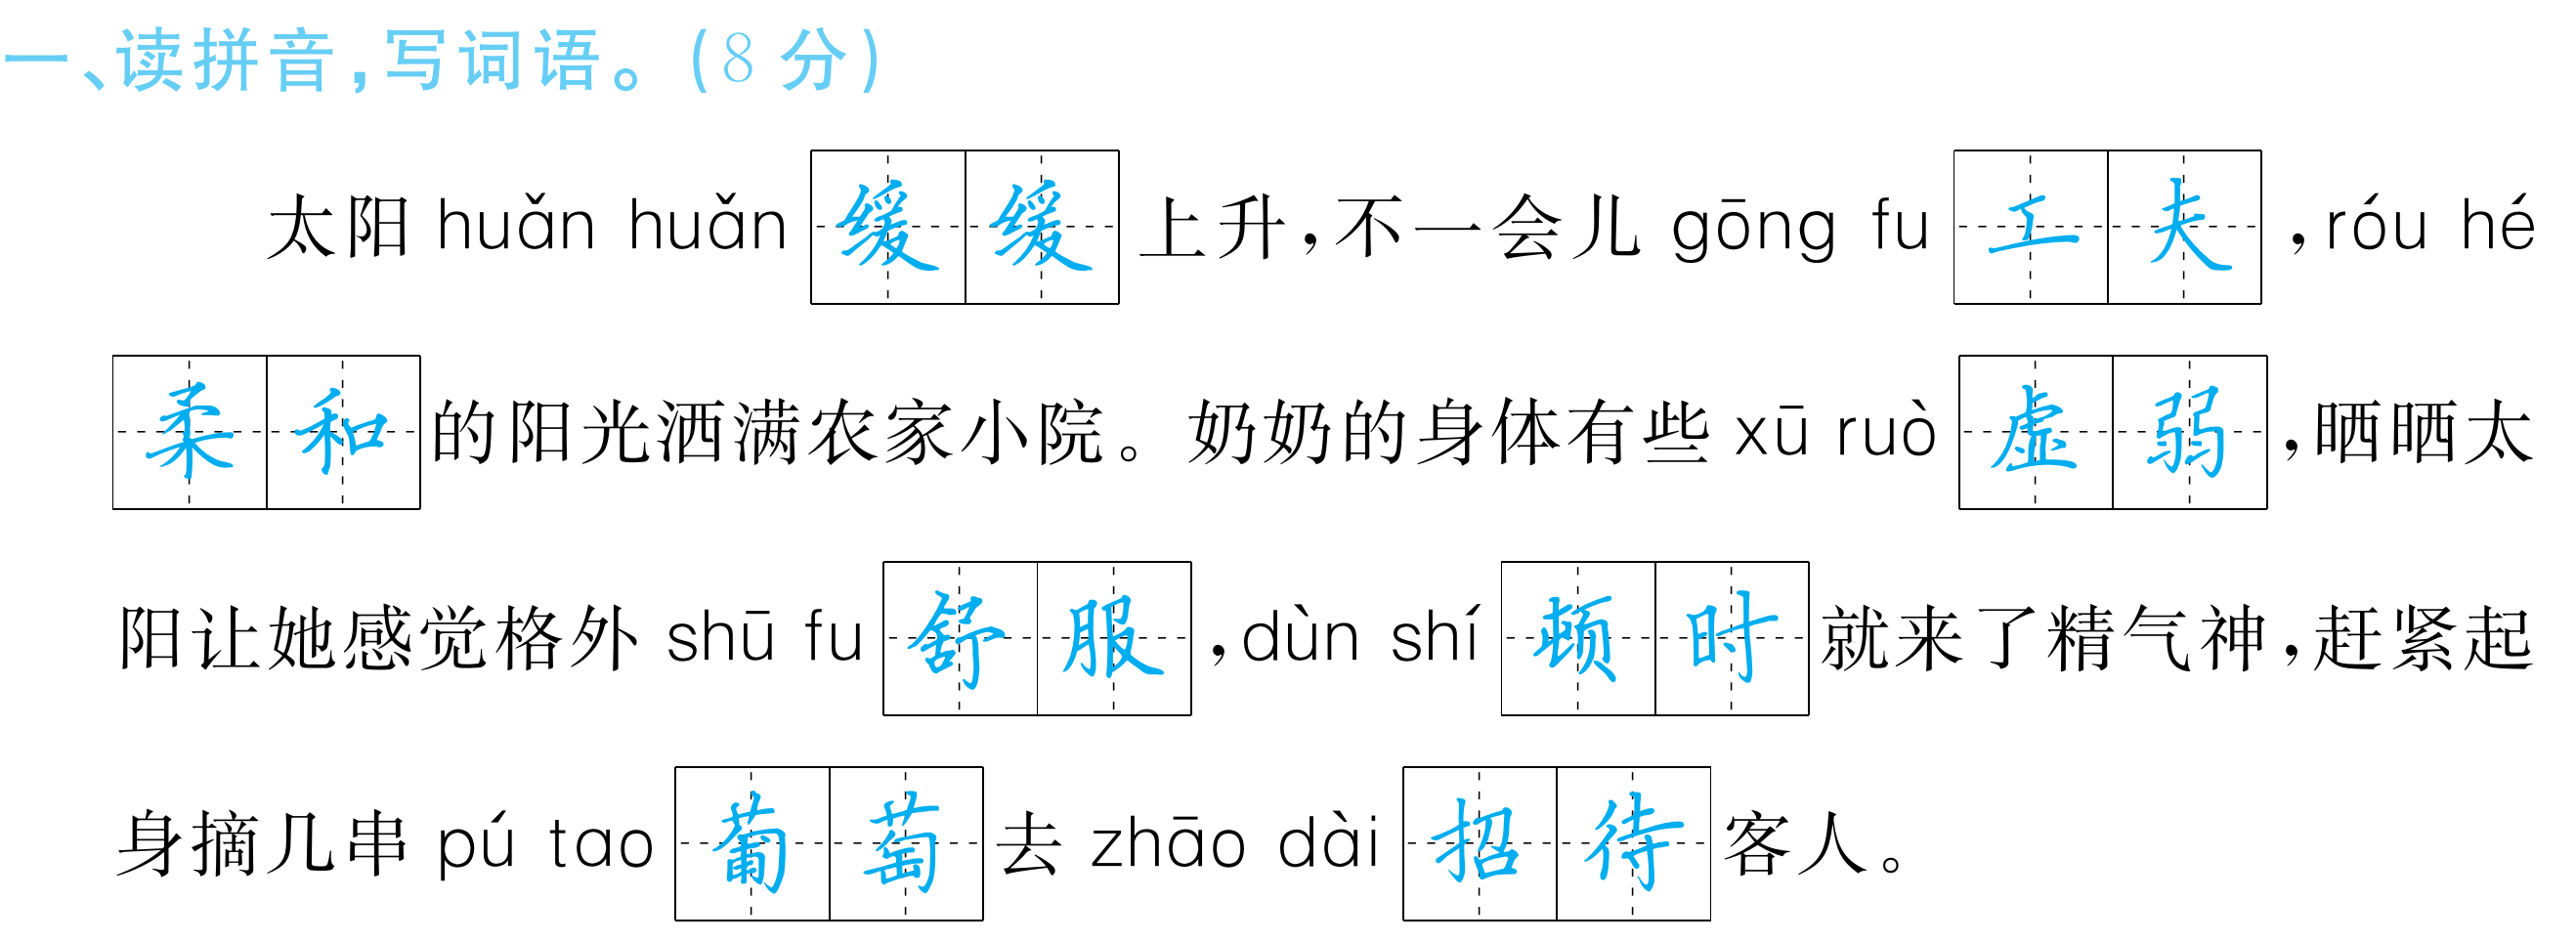 一、读拼音,写词语。(8 分)
太阳 huǎn huǎn 缓缓上升,不一会儿 gōng fu 工夫,róu hé
柔和的阳光洒满农家小院。奶奶的身体有些 xū ruò 虚弱,晒晒太
阳让她感觉格外 shū fu 舒服,dùn shí 顿时就来了精气神,赶紧起
身摘几串 pú tao 葡萄去 zhāo dài 招待客人。